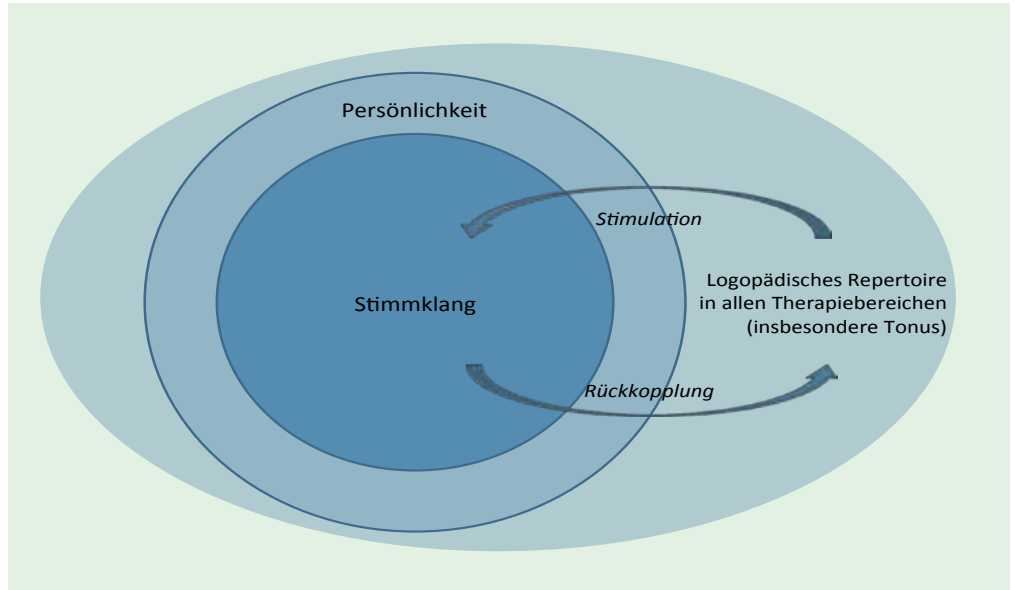 Persönlichkeit
Stimulation
Stimmklang
Logopädisches Repertoire
in allen Therapiebereichen
(insbesondere Tonus)
Rückkopplung